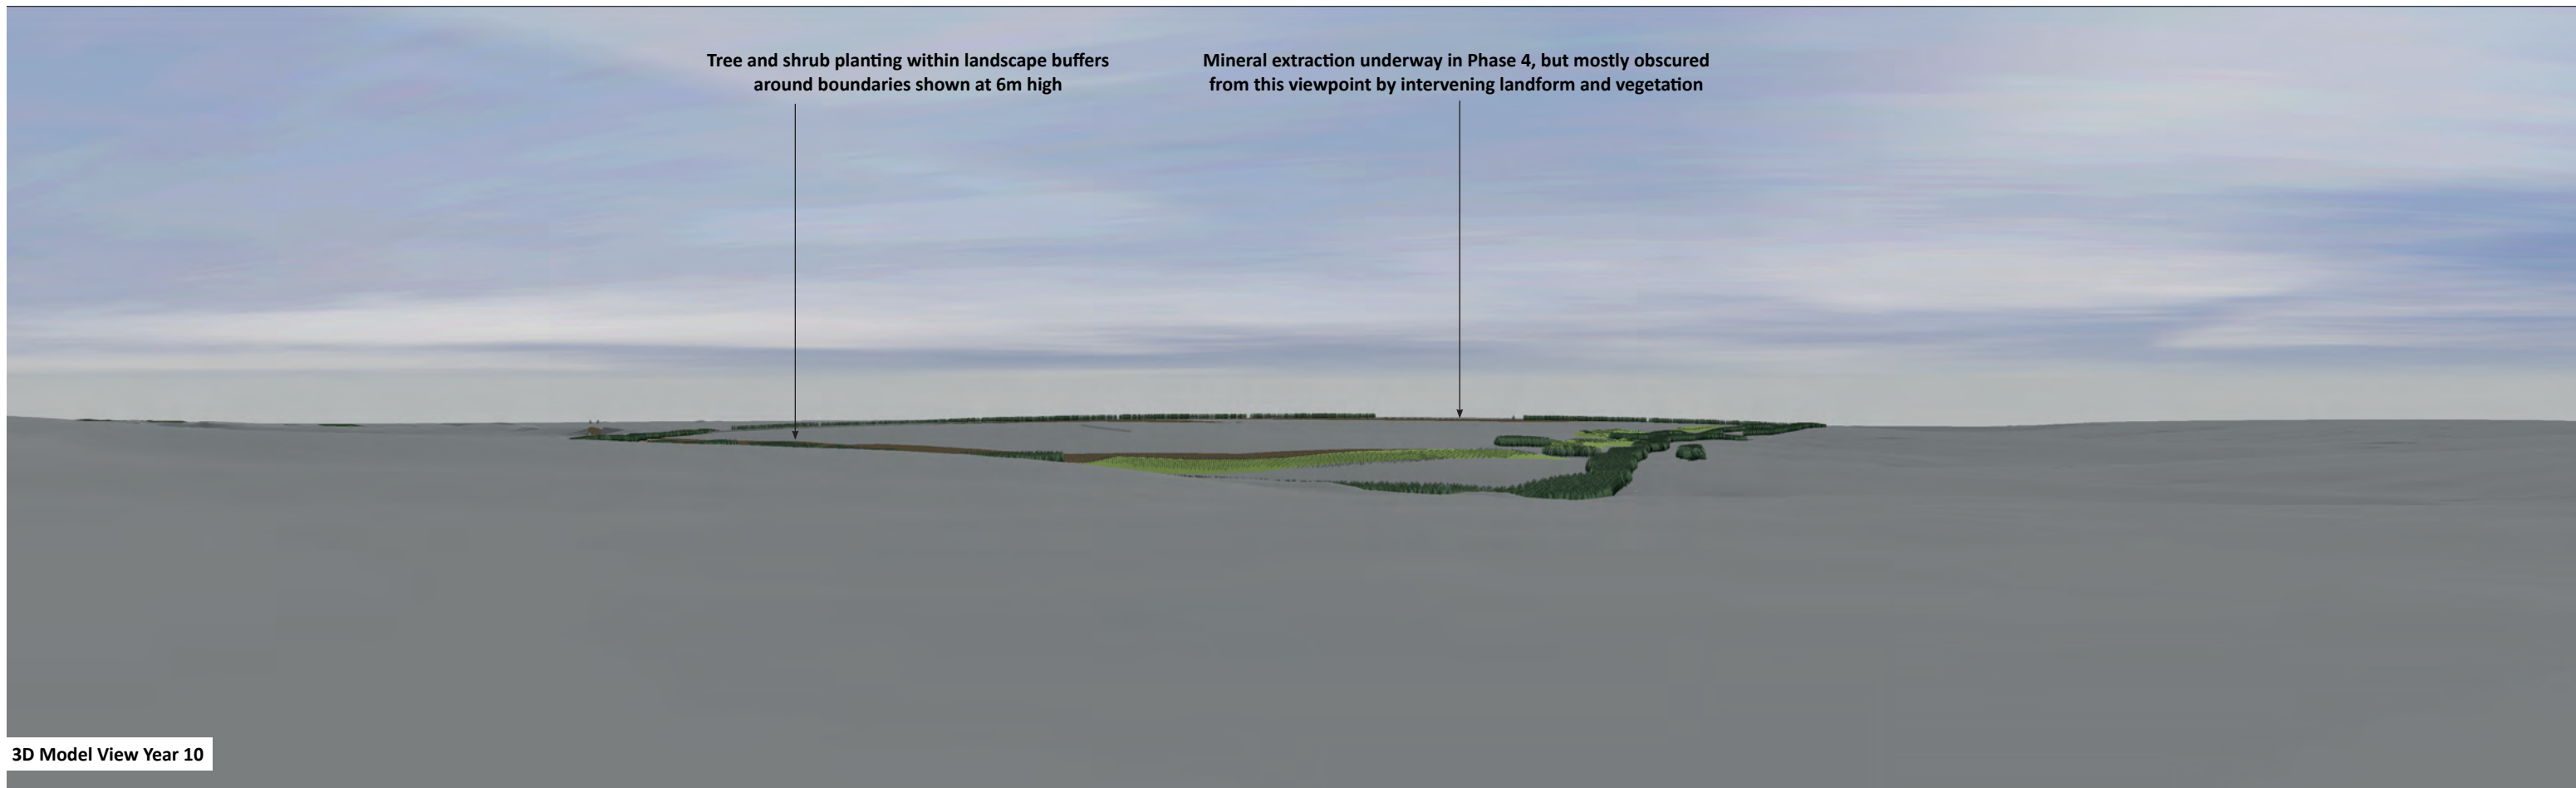 Tree and shrub planting within landscape buffers
around boundaries shown at 6m high
Mineral extraction underway in Phase 4, but mostly obscured
from this viewpoint by intervening landform and vegetation
3D Model View Year 10